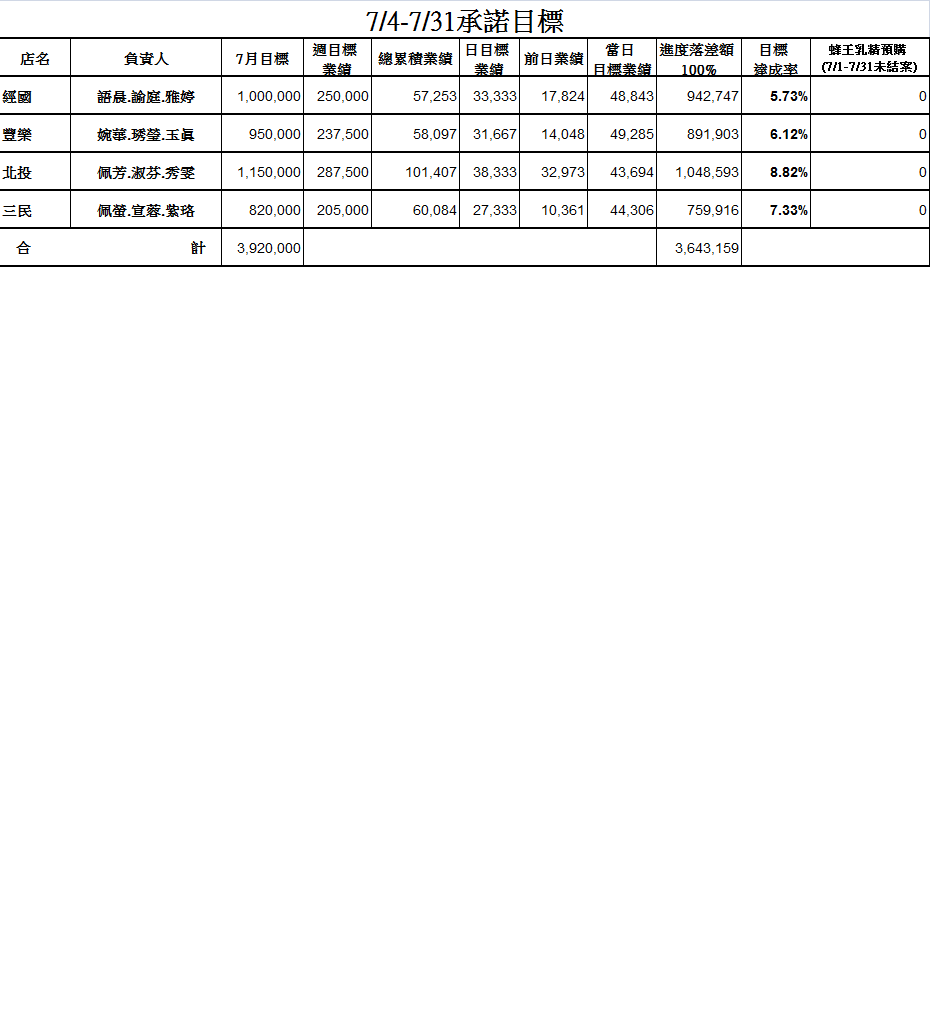 7/4-7/31承諾目標
店名 負責人 7月目標 週目標業績 總累積業績 日目標業績 前日業績 當日目標業績 進度落差額100% 目標達成率 蜂王乳精預購(7/1-7/31未結案)
經國 語晨.諭庭.雅婷 1,000,000 250,000 57,253 33,333 17,824 48,843 942,747 5.73% 0
豐樂 婉華.琇瑩.玉真 950,000 237,500 58,097 31,667 14,048 49,285 891,903 6.12% 0
北投 佩芳.淑芬.秀雯 1,150,000 287,500 101,407 38,333 32,973 43,694 1,048,593 8.82% 0
三民 佩螢.宣蓉.紫珞 820,000 205,000 60,084 27,333 10,361 44,306 759,916 7.33% 0
合計 3,920,000 3,643,159